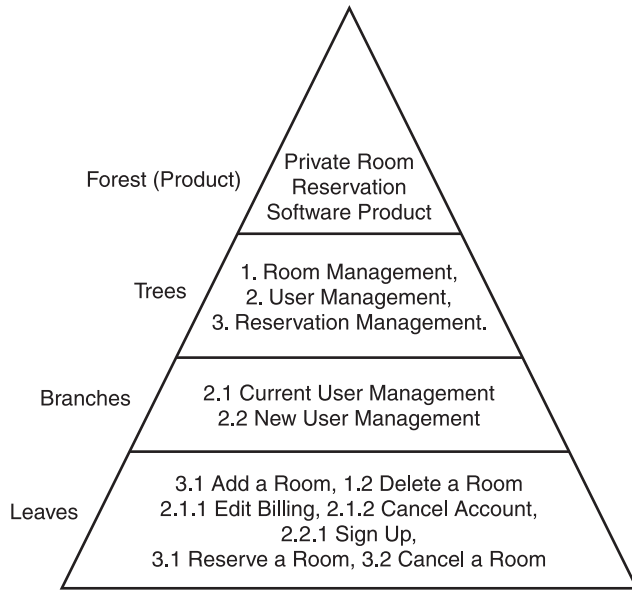 Forest (Product)
Private Room
Reservation
Software Product
Trees
1. Room Management,
2. User Management,
3. Reservation Management.
Branches
2.1 Current User Management
2.2 New User Management
Leaves
3.1 Add a Room, 1.2 Delete a Room
2.1.1 Edit Billing, 2.1.2 Cancel Account,
2.2.1 Sign Up,
3.1 Reserve a Room, 3.2 Cancel a Room